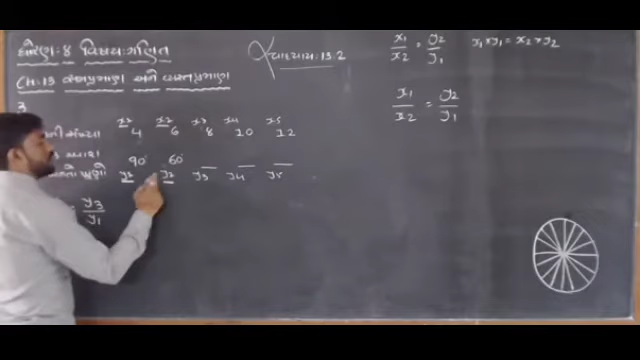 ધોરણ: 8 વિષય: ગણિત
સ્વાધ્યાય: 13.2
CH-13 સમપ્રમાણ અને વ્યસ્તપ્રમાણ
3
x1 x2 x3 x4 x5
સંખ્યા 4 6 8 10 12
90° 60° — — —
ખૂણો y1 y2 y3 y4 y5
= y3/y1
x1/x2 = y2/y1 x1 × y1 = x2 × y2
x1/x2 = y2/y1